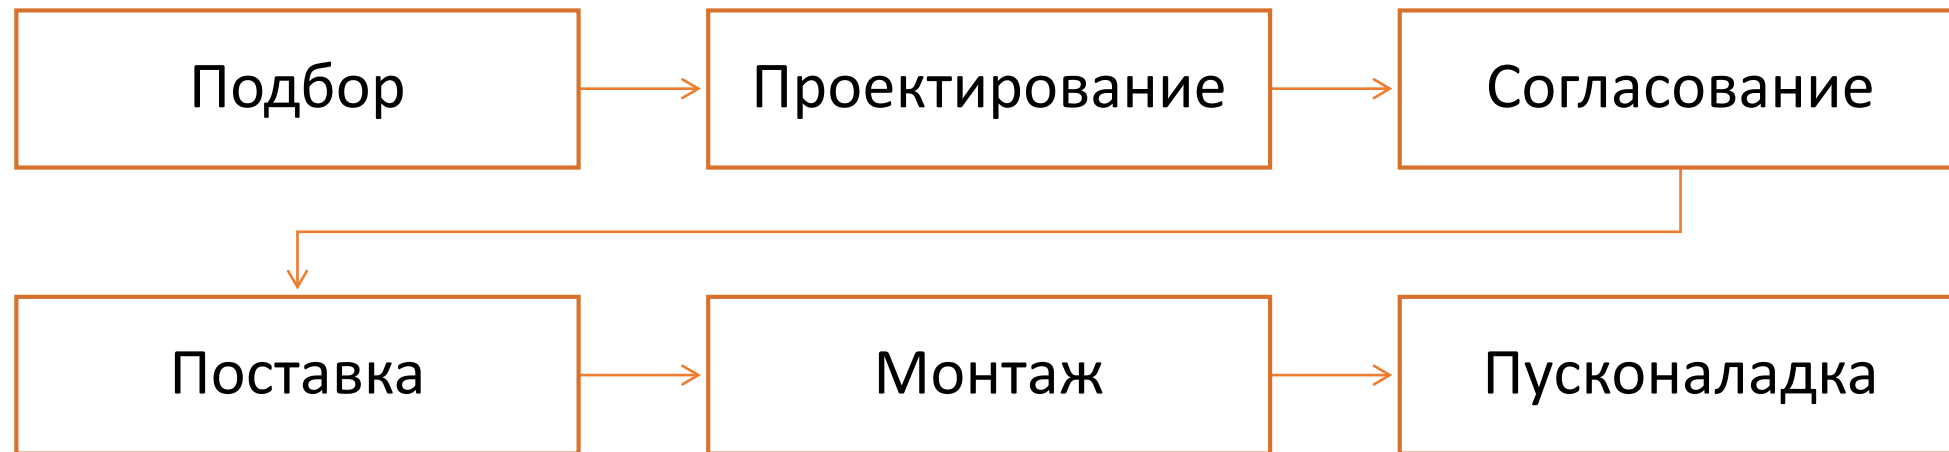 Подбор
Проектирование
Согласование
Поставка
Монтаж
Пусконаладка